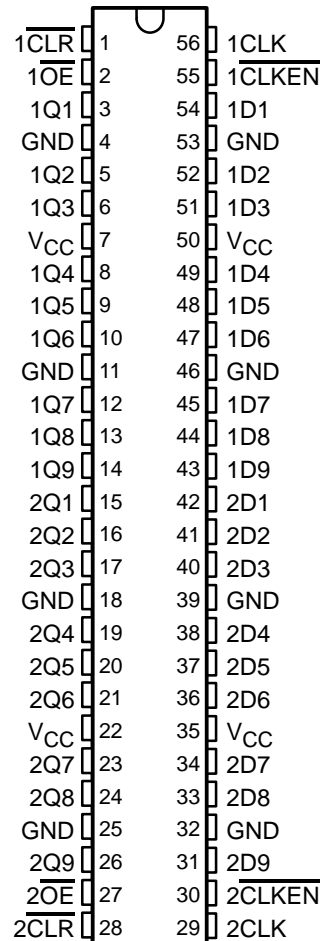 1CLR 1 56 1CLK
1OE 2 55 1CLKEN
1Q1 3 54 1D1
GND 4 53 GND
1Q2 5 52 1D2
1Q3 6 51 1D3
VCC 7 50 VCC
1Q4 8 49 1D4
1Q5 9 48 1D5
1Q6 10 47 1D6
GND 11 46 GND
1Q7 12 45 1D7
1Q8 13 44 1D8
1Q9 14 43 1D9
2Q1 15 42 2D1
2Q2 16 41 2D2
2Q3 17 40 2D3
GND 18 39 GND
2Q4 19 38 2D4
2Q5 20 37 2D5
2Q6 21 36 2D6
VCC 22 35 VCC
2Q7 23 34 2D7
2Q8 24 33 2D8
GND 25 32 GND
2Q9 26 31 2D9
2OE 27 30 2CLKEN
2CLR 28 29 2CLK